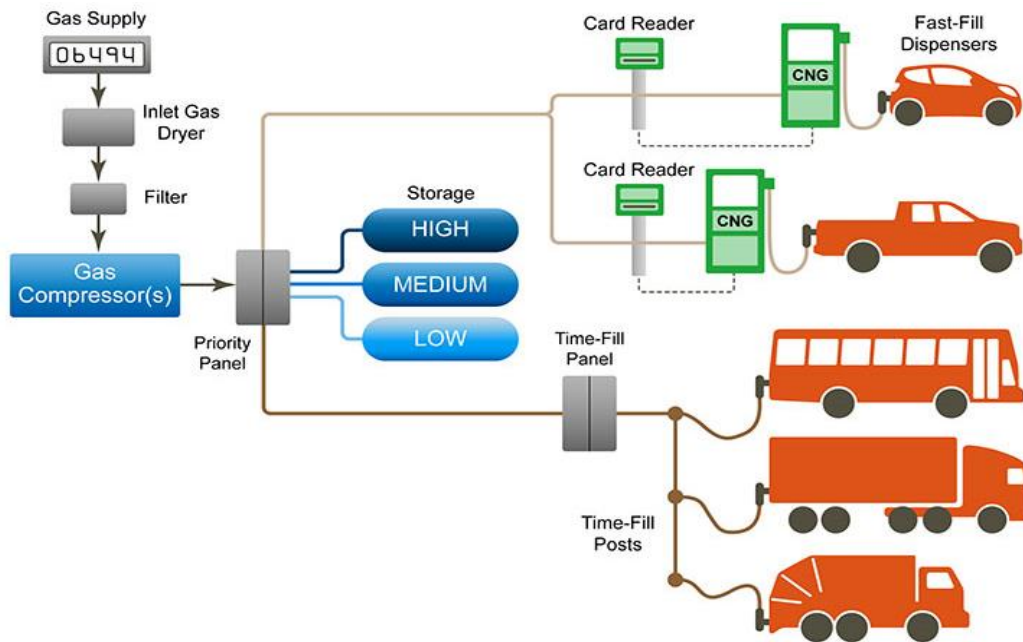 Gas Supply
06494
Inlet Gas
Dryer
Filter
Gas
Compressor(s)
Priority
Panel
Storage
HIGH
MEDIUM
LOW
Card Reader
CNG
Fast-Fill
Dispensers
Card Reader
CNG
Time-Fill
Panel
Time-Fill
Posts